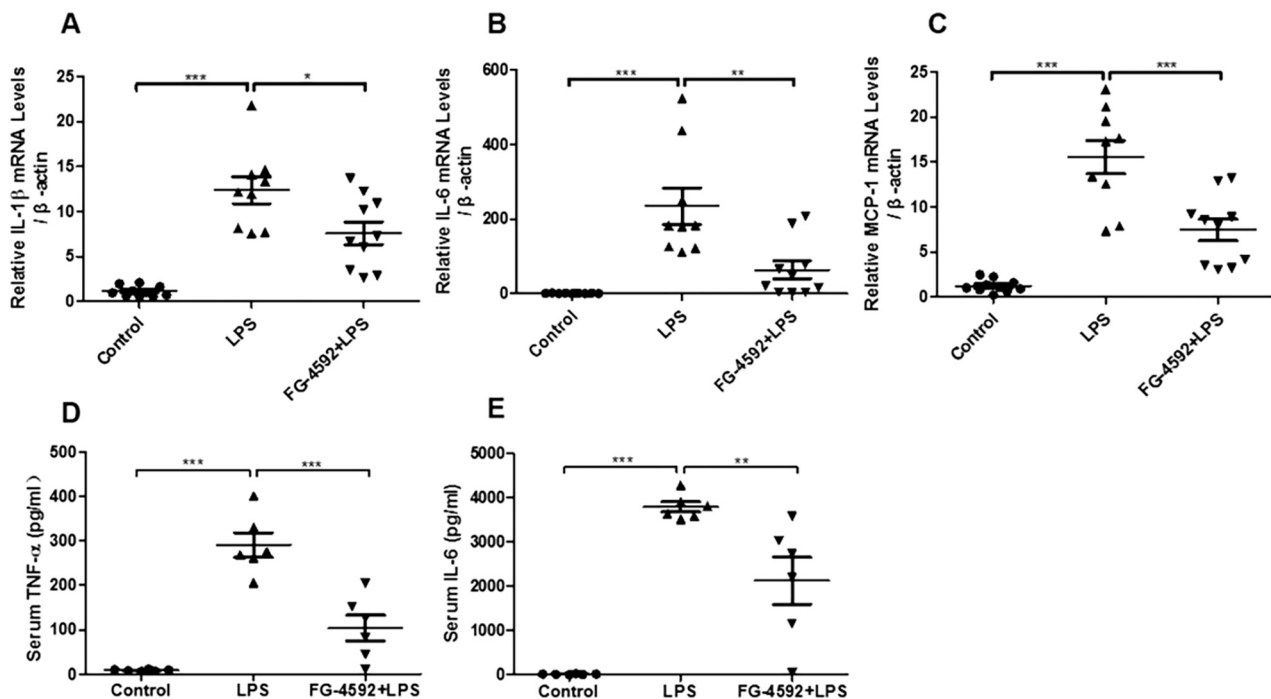 A
Relative IL-1β mRNA Levels
/ β-actin
25
20
15
10
5
0
***
*
Control
LPS
FG-4592+LPS
B
Relative IL-6 mRNA Levels
/ β-actin
600
400
200
0
***
**
Control
LPS
FG-4592+LPS
C
Relative MCP-1 mRNA Levels
/ β-actin
25
20
15
10
5
0
***
***
Control
LPS
FG-4592+LPS
D
Serum TNF-α (pg/ml)
500
400
300
200
100
0
***
***
Control
LPS
FG-4592+LPS
E
Serum IL-6 (pg/ml)
5000
4000
3000
2000
1000
0
***
**
Control
LPS
FG-4592+LPS